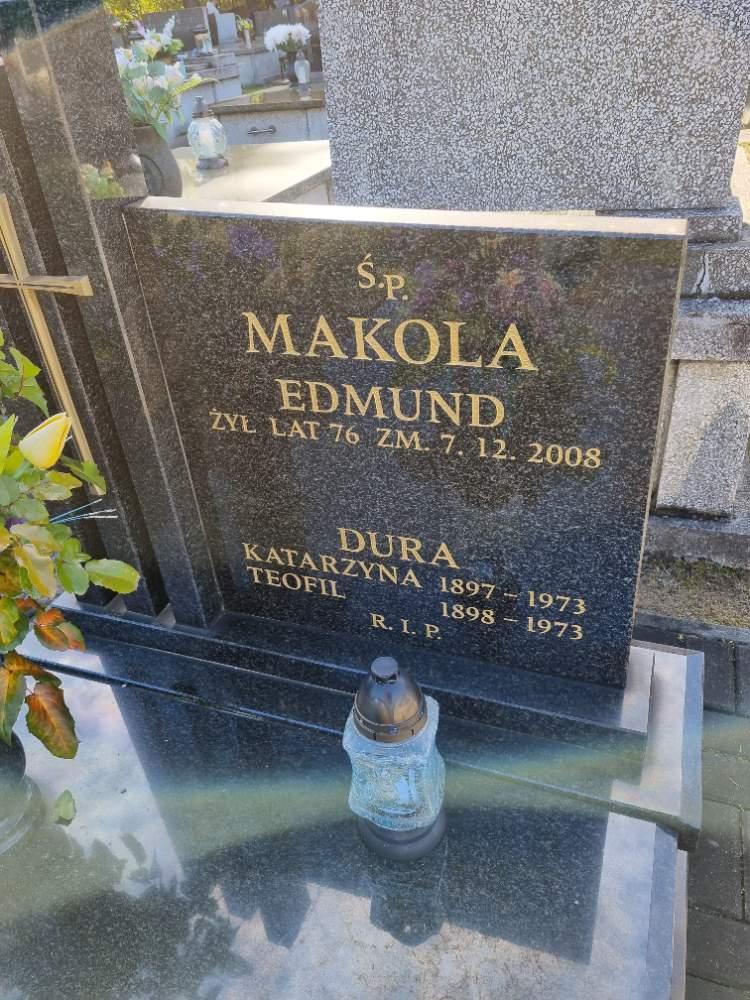 Ś.P.
MAKOLA
EDMUND
ŻYŁ LAT 76 ZM. 7. 12. 2008
DURA
KATARZYNA 1897 – 1973
TEOFIL 1898 – 1973
R. I. P.